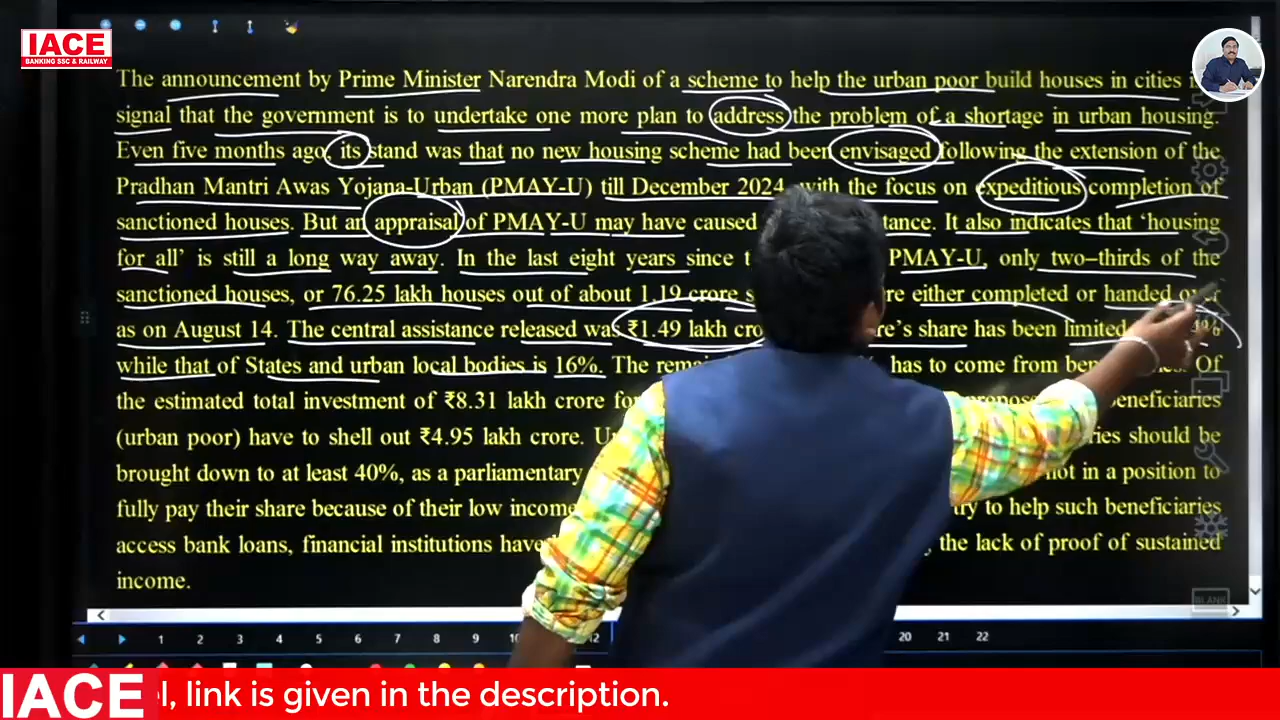 IACE
BANKING SSC & RAILWAY
The announcement by Prime Minister Narendra Modi of a scheme to help the urban poor build houses in cities
signal that the government is to undertake one more plan to address the problem of a shortage in urban housing.
Even five months ago, its stand was that no new housing scheme had been envisaged following the extension of the
Pradhan Mantri Awas Yojana-Urban (PMAY-U) till December 2024, with the focus on expeditious completion of
sanctioned houses. But an appraisal of PMAY-U may have caused It also indicates that ‘housing
for all’ is still a long way away. In the last eight years since PMAY-U, only two–thirds of the
sanctioned houses, or 76.25 lakh houses out of about 1.19 crore either completed or handed over
as on August 14. The central assistance released was ₹1.49 lakh share has been limited
while that of States and urban local bodies is 16%. The has to come from Of
the estimated total investment of ₹8.31 lakh crore
(urban poor) have to shell out ₹4.95 lakh crore. should be
brought down to at least 40%, as a parliamentary not in a position to
fully pay their share because of their low income to help such beneficiaries
access bank loans, financial institutions have the lack of proof of sustained
income.
BLANK
1 2 3 4 5 6 7 8 9 12 20 21 22
IACE link is given in the description.